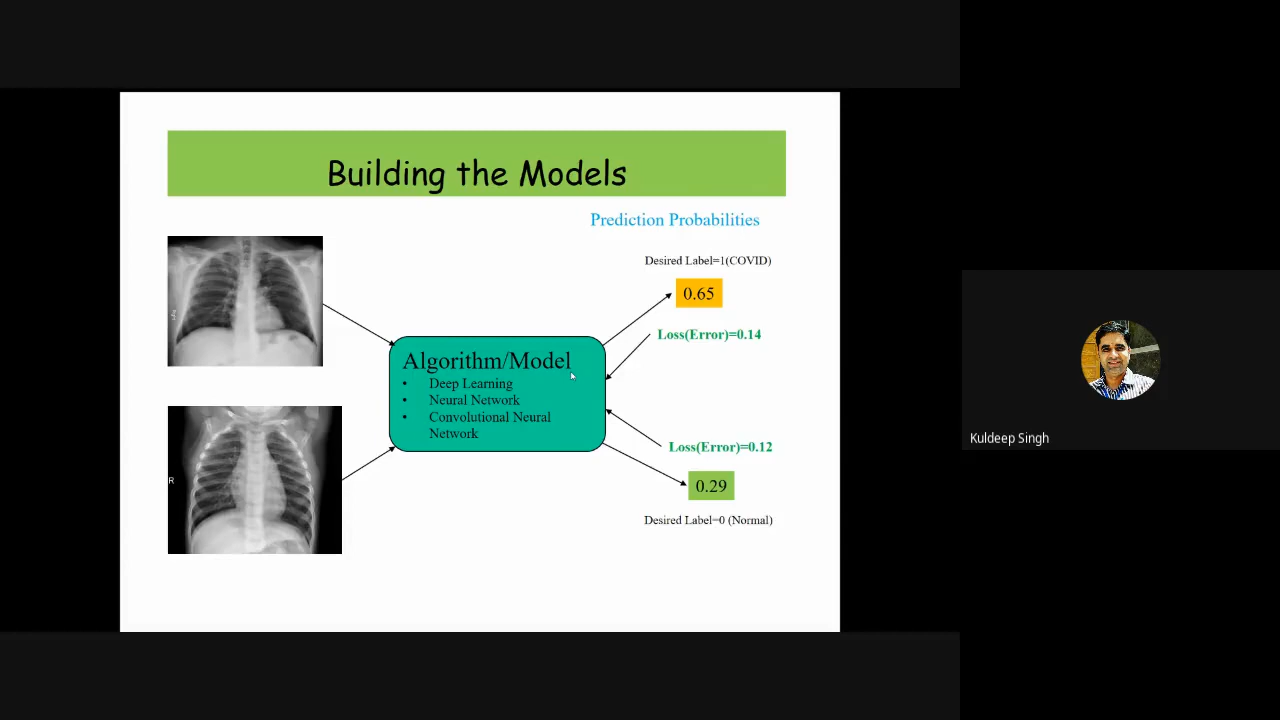 Building the Models
Prediction Probabilities
Desired Label=1(COVID)
0.65
Loss(Error)=0.14
Algorithm/Model
• Deep Learning
• Neural Network
• Convolutional Neural
Network
Loss(Error)=0.12
R
0.29
Desired Label=0 (Normal)
Kuldeep Singh